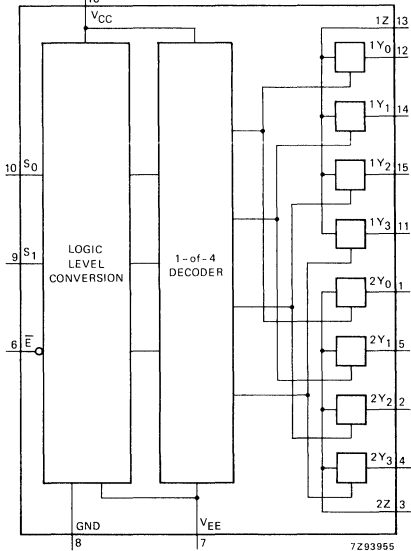 16
VCC
1Z 13
1Y0 12
1Y1 14
1Y2 15
1Y3 11
10 S0
9 S1
6 E̅
LOGIC
LEVEL
CONVERSION
1-of-4
DECODER
2Y0 1
2Y1 5
2Y2 2
2Y3 4
2Z 3
GND
8
VEE
7
7Z93955